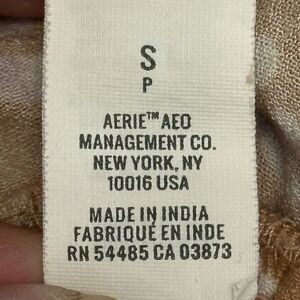 S
P
AERIE™ AEO
MANAGEMENT CO.
NEW YORK, NY
10016 USA
MADE IN INDIA
FABRIQUÉ EN INDE
RN 54485 CA 03873